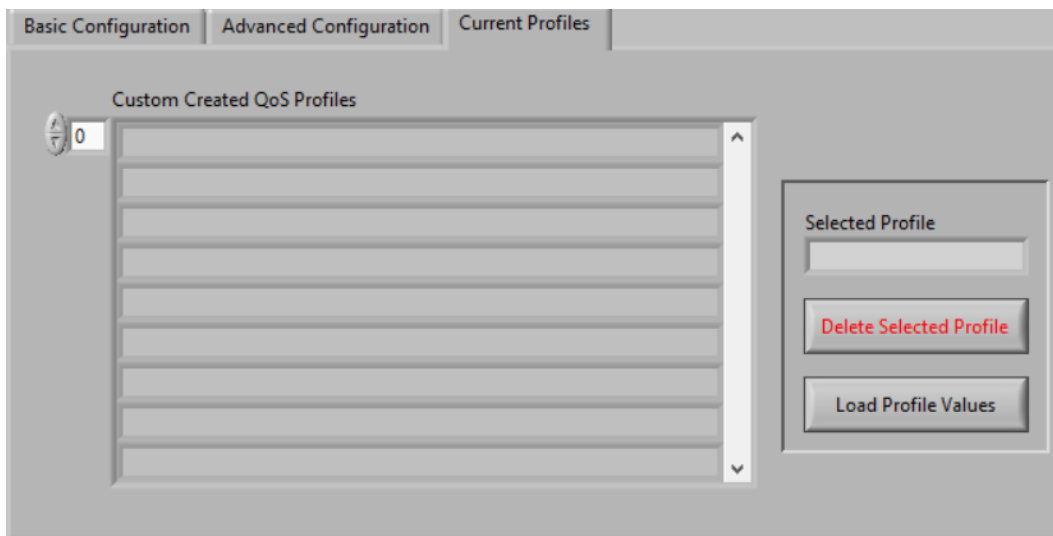 Basic Configuration
Advanced Configuration
Current Profiles
Custom Created QoS Profiles
0
Selected Profile
Delete Selected Profile
Load Profile Values